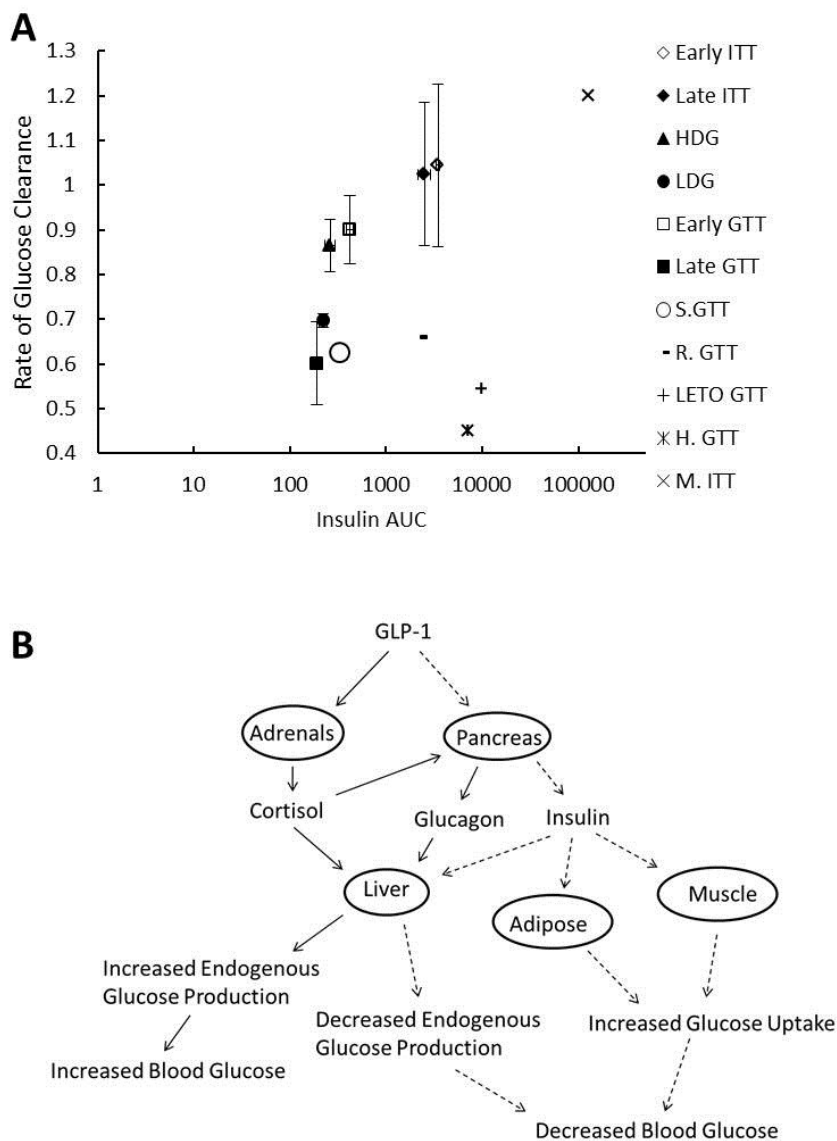 A
Rate of Glucose Clearance
1.3
1.2
1.1
1
0.9
0.8
0.7
0.6
0.5
0.4
1 10 100 1000 10000 100000
Insulin AUC
Early ITT
Late ITT
HDG
LDG
Early GTT
Late GTT
S.GTT
R. GTT
LETO GTT
H. GTT
M. ITT
B
GLP-1
Adrenals
Pancreas
Cortisol
Glucagon
Insulin
Liver
Adipose
Muscle
Increased Endogenous
Glucose Production
Decreased Endogenous
Glucose Production
Increased Glucose Uptake
Increased Blood Glucose
Decreased Blood Glucose